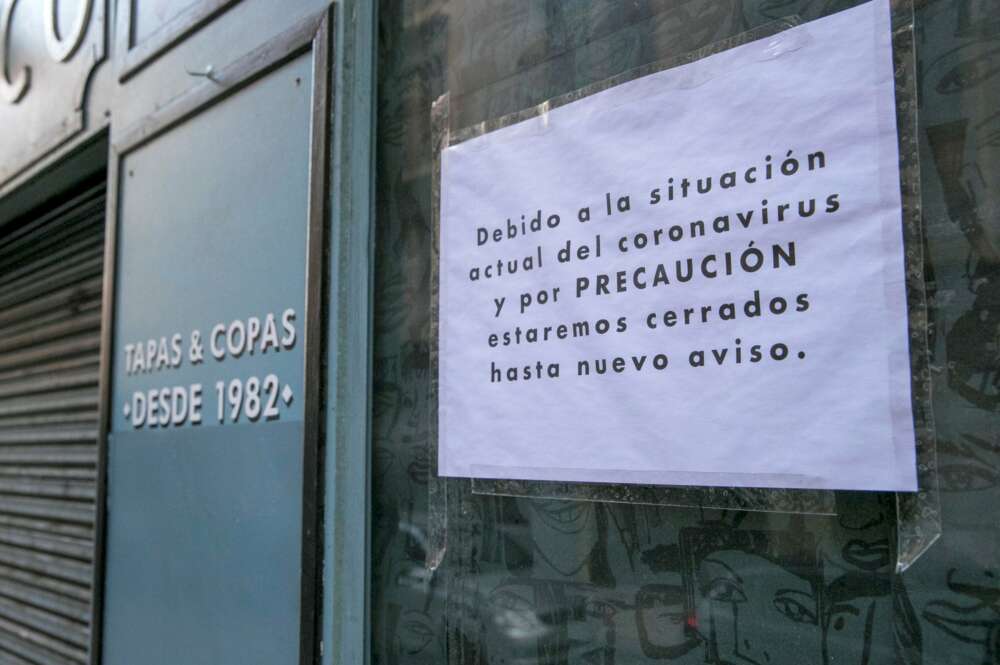 TAPAS & COPAS
·DESDE 1982·
Debido a la situación
actual del coronavirus
y por PRECAUCIÓN
estaremos cerrados
hasta nuevo aviso.